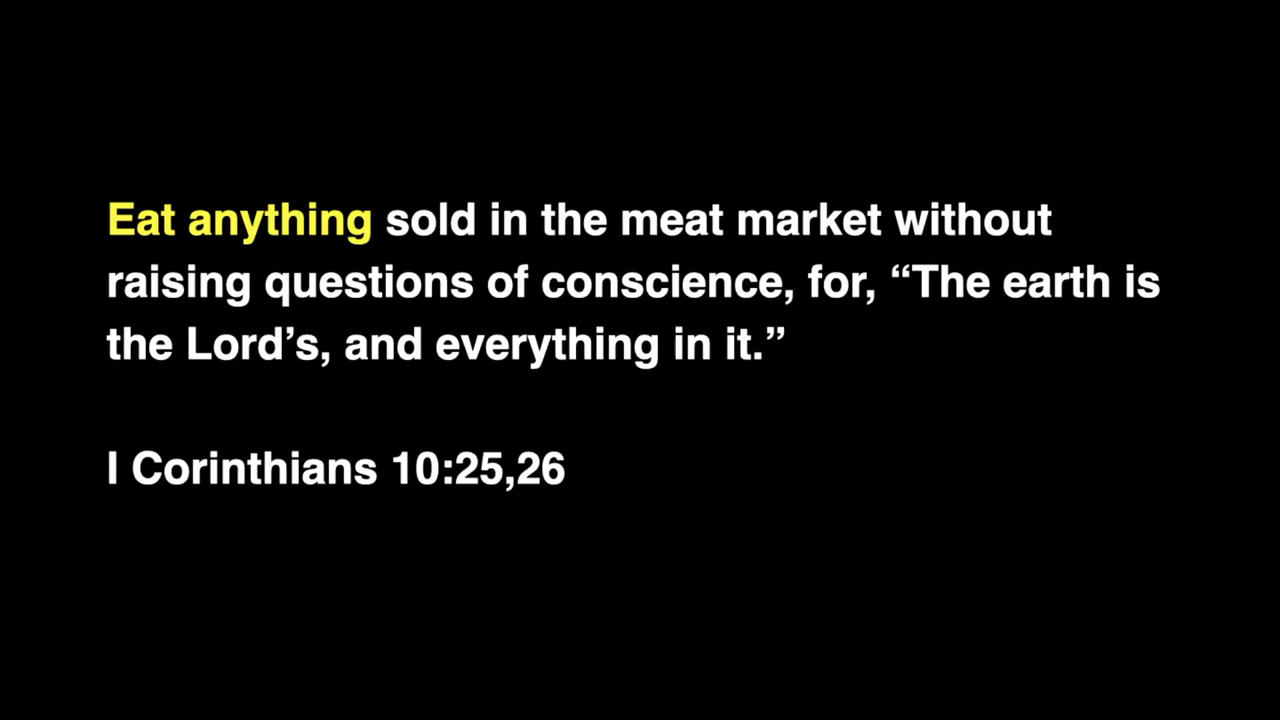 Eat anything sold in the meat market without
raising questions of conscience, for, “The earth is
the Lord’s, and everything in it.”
I Corinthians 10:25,26